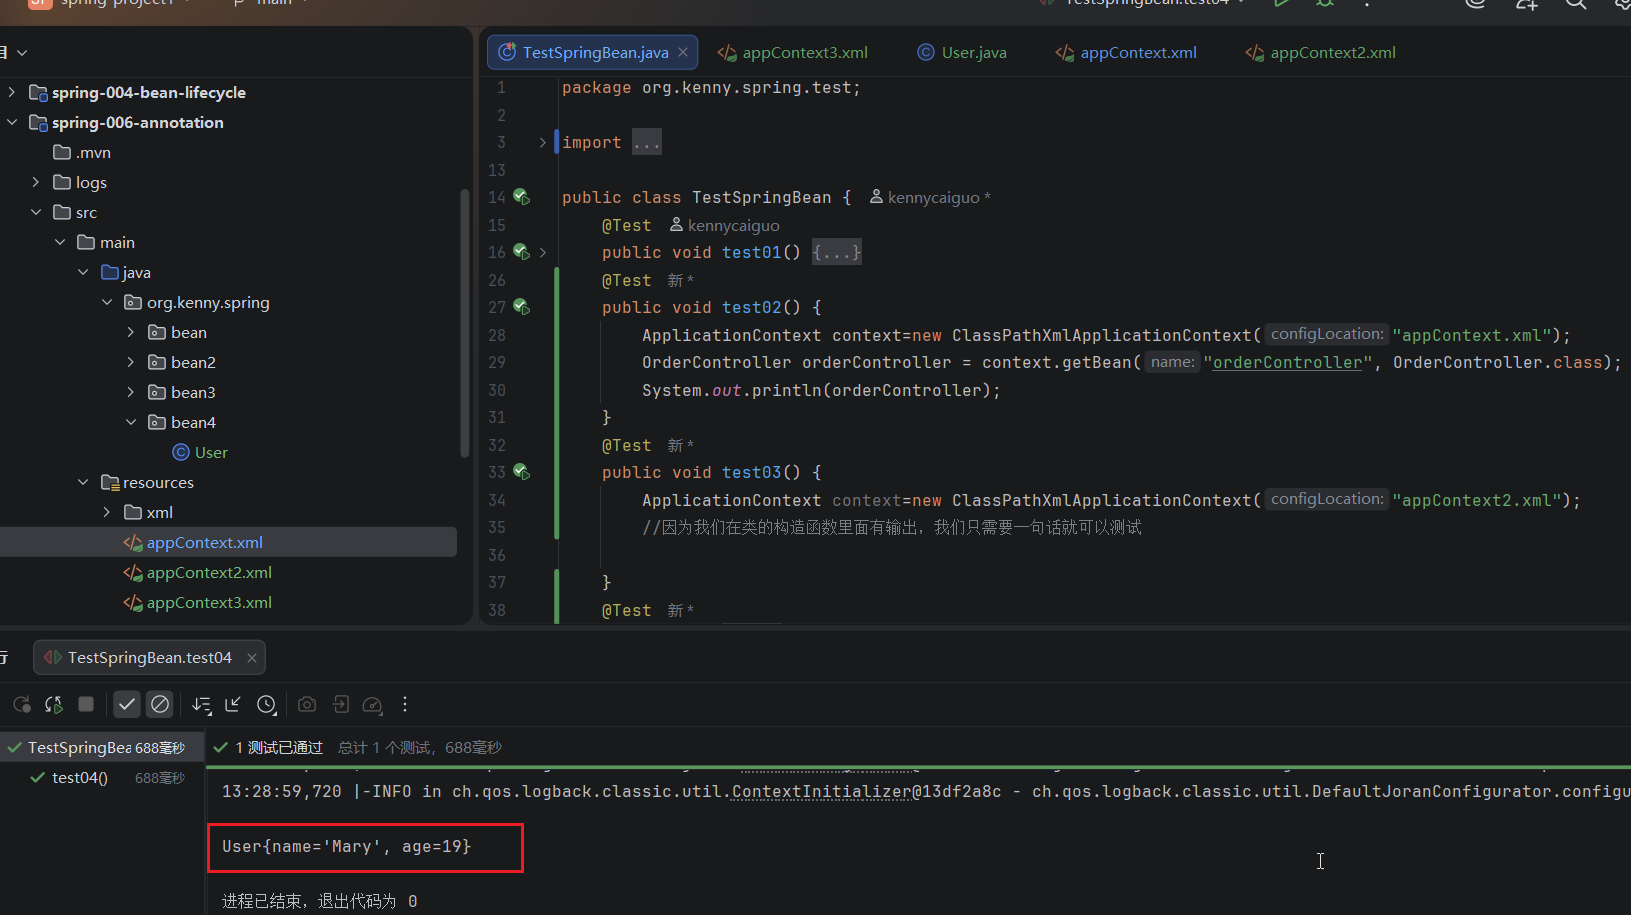 spring-project1
main
TestSpringBean.test04
目
TestSpringBean.java
appContext3.xml
User.java
appContext.xml
appContext2.xml
spring-004-bean-lifecycle
spring-006-annotation
.mvn
logs
src
main
java
org.kenny.spring
bean
bean2
bean3
bean4
User
resources
xml
appContext.xml
appContext2.xml
appContext3.xml
1 package org.kenny.spring.test;
2
3 import ...
13
14 public class TestSpringBean { kennycaiguo *
15 @Test kennycaiguo
16 public void test01() {...}
26 @Test 新 *
27 public void test02() {
28 ApplicationContext context=new ClassPathXmlApplicationContext( configLocation: "appContext.xml");
29 OrderController orderController = context.getBean( name: "orderController", OrderController.class);
30 System.out.println(orderController);
31 }
32 @Test 新 *
33 public void test03() {
34 ApplicationContext context=new ClassPathXmlApplicationContext( configLocation: "appContext2.xml");
35 //因为我们在类的构造函数里面有输出，我们只需要一句话就可以测试
36
37 }
38 @Test 新 *
行
TestSpringBean.test04
TestSpringBea 688毫秒
test04() 688毫秒
1 测试已通过 总计 1 个测试, 688毫秒
13:28:59,720 |-INFO in ch.qos.logback.classic.util.ContextInitializer@13df2a8c - ch.qos.logback.classic.util.DefaultJoranConfigurator.configu
User{name='Mary', age=19}
进程已结束，退出代码为 0